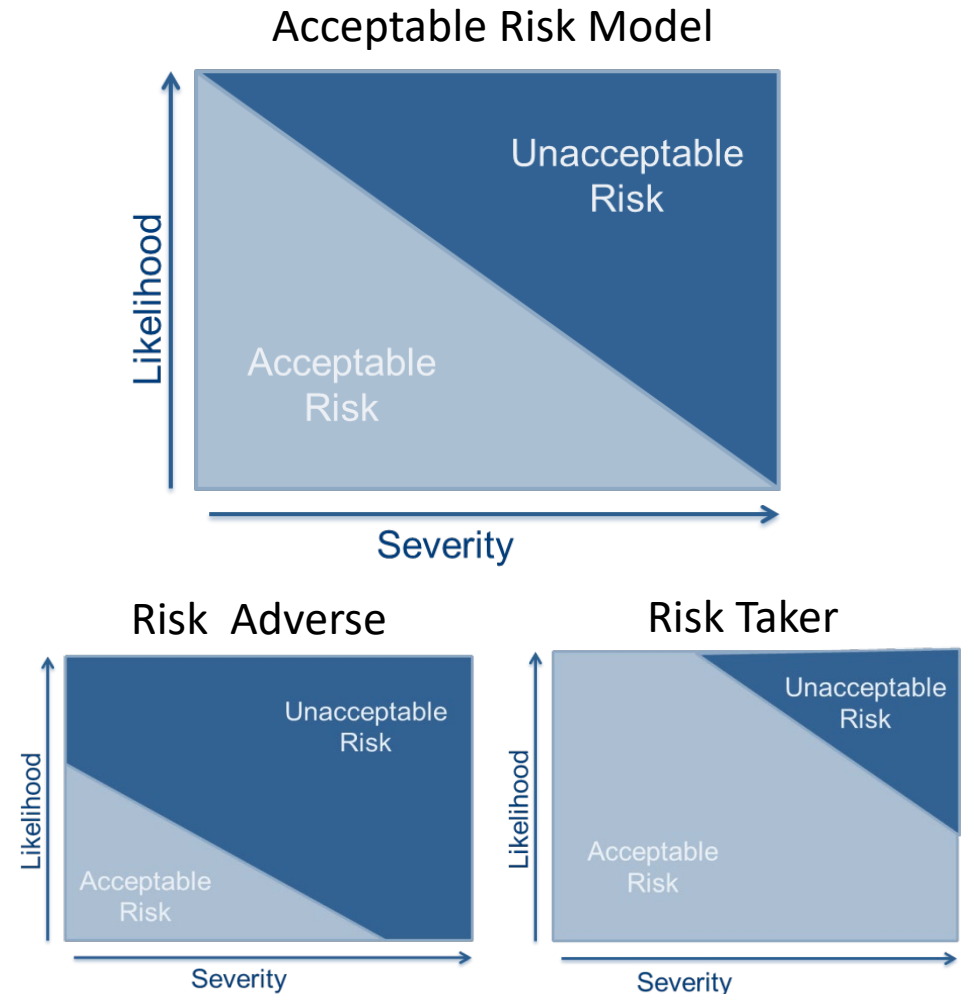 Acceptable Risk Model
Unacceptable
Risk
Likelihood
Acceptable
Risk
Severity
Risk  Adverse
Unacceptable
Risk
Likelihood
Acceptable
Risk
Severity
Risk Taker
Unacceptable
Risk
Likelihood
Acceptable
Risk
Severity